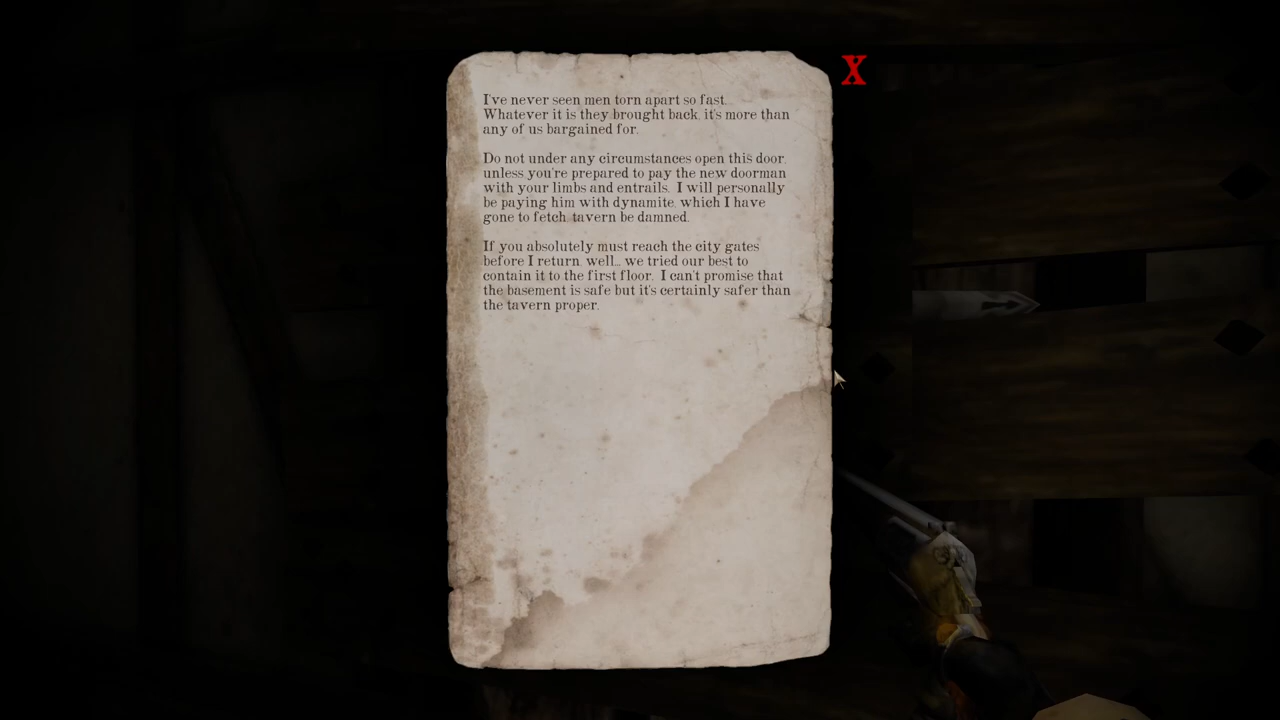 X
I've never seen men torn apart so fast.
Whatever it is they brought back, it's more than
any of us bargained for.
Do not under any circumstances open this door,
unless you're prepared to pay the new doorman
with your limbs and entrails.  I will personally
be paying him with dynamite, which I have
gone to fetch, tavern be damned.
If you absolutely must reach the city gates
before I return, well... we tried our best to
contain it to the first floor.  I can't promise that
the basement is safe but it's certainly safer than
the tavern proper.